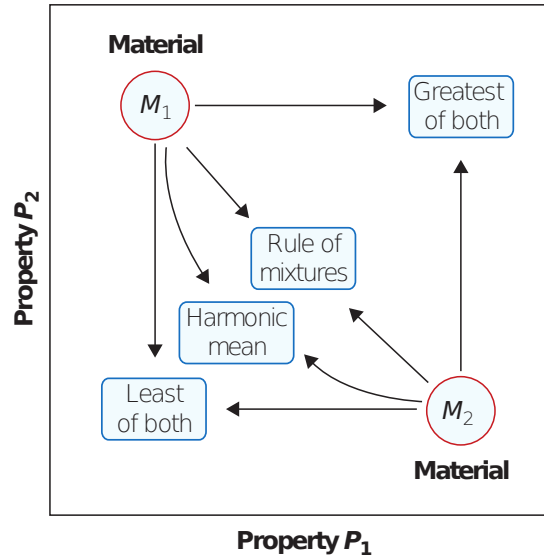 Material
M1
Greatest
of both
Property P2
Rule of
mixtures
Harmonic
mean
Least
of both
M2
Material
Property P1